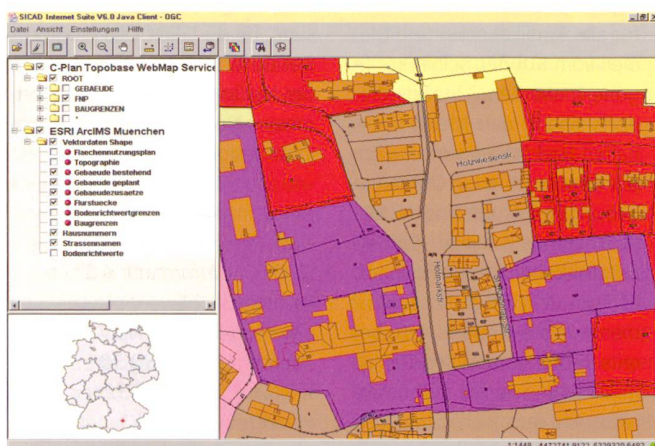 SICAD Internet Suite V6.0 Java Client - OGC
Datei Ansicht Einstellungen Hilfe
C-Plan Topobase WebMap Service
ROOT
GEBAEUDE
FNP
BAUGRENZEN
*
ESRI ArcIMS Muenchen
Vektordaten Shape
Flaechennutzungsplan
Topographie
Gebaeude bestehend
Gebaeude geplant
Gebaeudezusaetze
Flurstuecke
Bodenrichtwertgrenzen
Baugrenzen
Hausnummern
Strassennamen
Bodenrichtwerte
Holzwiesenstr.